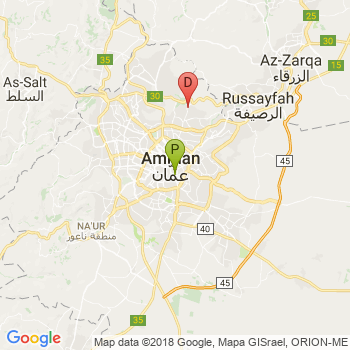 25
35
Az-Zarqa
الزرقاء
As-Salt
السلط
30
D
30
15
Russayfah
الرصيفة
P
Amman
عمان
45
NA'UR
منطقة ناعور
40
45
35
Google
Map data ©2018 Google, Mapa GISrael, ORION-ME